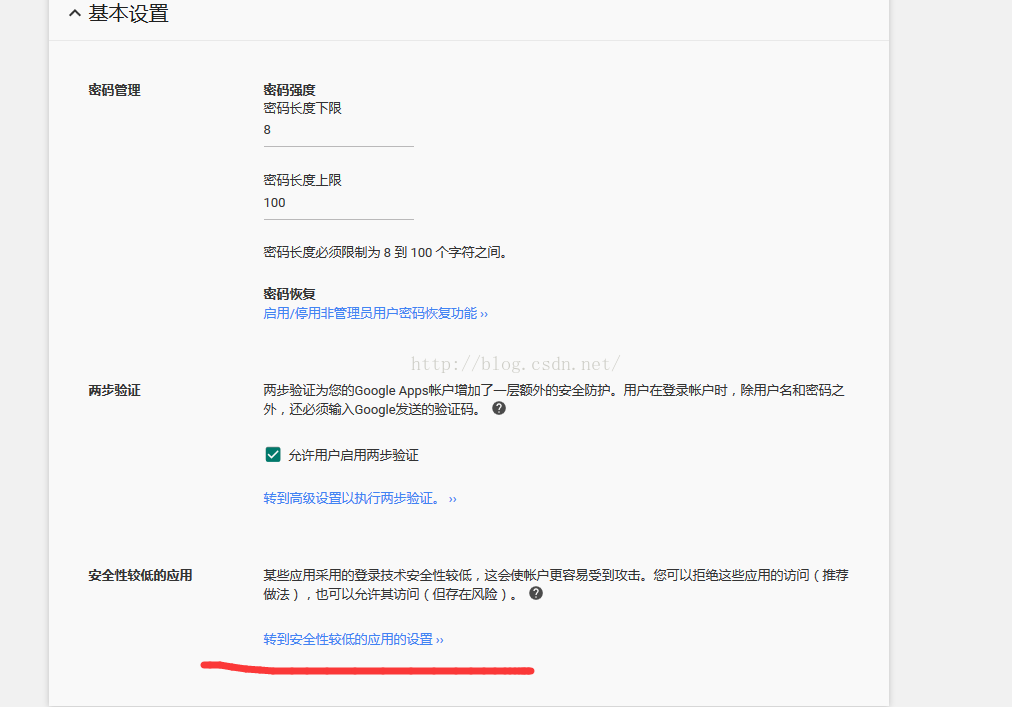 基本设置
密码管理
密码强度
密码长度下限
8
密码长度上限
100
密码长度必须限制为 8 到 100 个字符之间。
密码恢复
启用/停用非管理员用户密码恢复功能 ››
http://blog.csdn.net/
两步验证
两步验证为您的Google Apps帐户增加了一层额外的安全防护。用户在登录帐户时，除用户名和密码之
外，还必须输入Google发送的验证码。 ?
允许用户启用两步验证
转到高级设置以执行两步验证。 ››
安全性较低的应用
某些应用采用的登录技术安全性较低，这会使帐户更容易受到攻击。您可以拒绝这些应用的访问（推荐
做法），也可以允许其访问（但存在风险）。 ?
转到安全性较低的应用的设置 ››